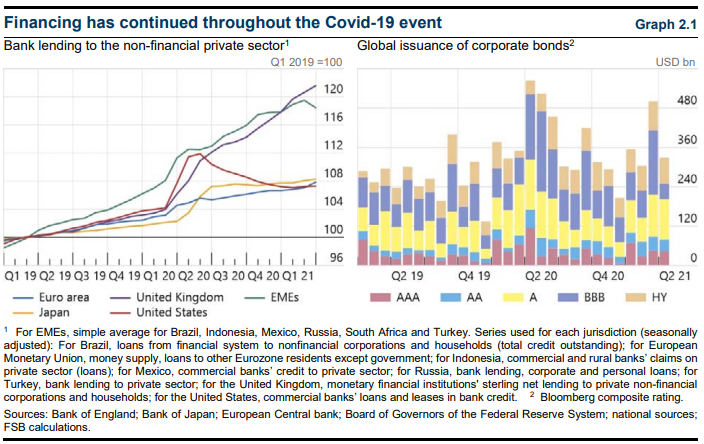 Financing has continued throughout the Covid-19 event
Graph 2.1
Bank lending to the non-financial private sector1
Global issuance of corporate bonds2
Q1 2019 =100
USD bn
120
116
112
108
104
100
96
480
360
240
120
0
Q1 19 Q2 19 Q3 19 Q4 19 Q1 20 Q2 20 Q3 20 Q4 20 Q1 21
Q2 19 Q4 19 Q2 20 Q4 20 Q2 21
Euro area United Kingdom EMEs
Japan United States
AAA AA A BBB HY
1 For EMEs, simple average for Brazil, Indonesia, Mexico, Russia, South Africa and Turkey. Series used for each jurisdiction (seasonally
adjusted): For Brazil, loans from financial system to nonfinancial corporations and households (total credit outstanding); for European
Monetary Union, money supply, loans to other Eurozone residents except government; for Indonesia, commercial and rural banks' claims on
private sector (loans); for Mexico, commercial banks' credit to private sector; for Russia, bank lending, corporate and personal loans; for
Turkey, bank lending to private sector; for the United Kingdom, monetary financial institutions' sterling net lending to private non-financial
corporations and households; for the United States, commercial banks' loans and leases in bank credit. 2 Bloomberg composite rating.
Sources: Bank of England; Bank of Japan; European Central bank; Board of Governors of the Federal Reserve System; national sources;
FSB calculations.